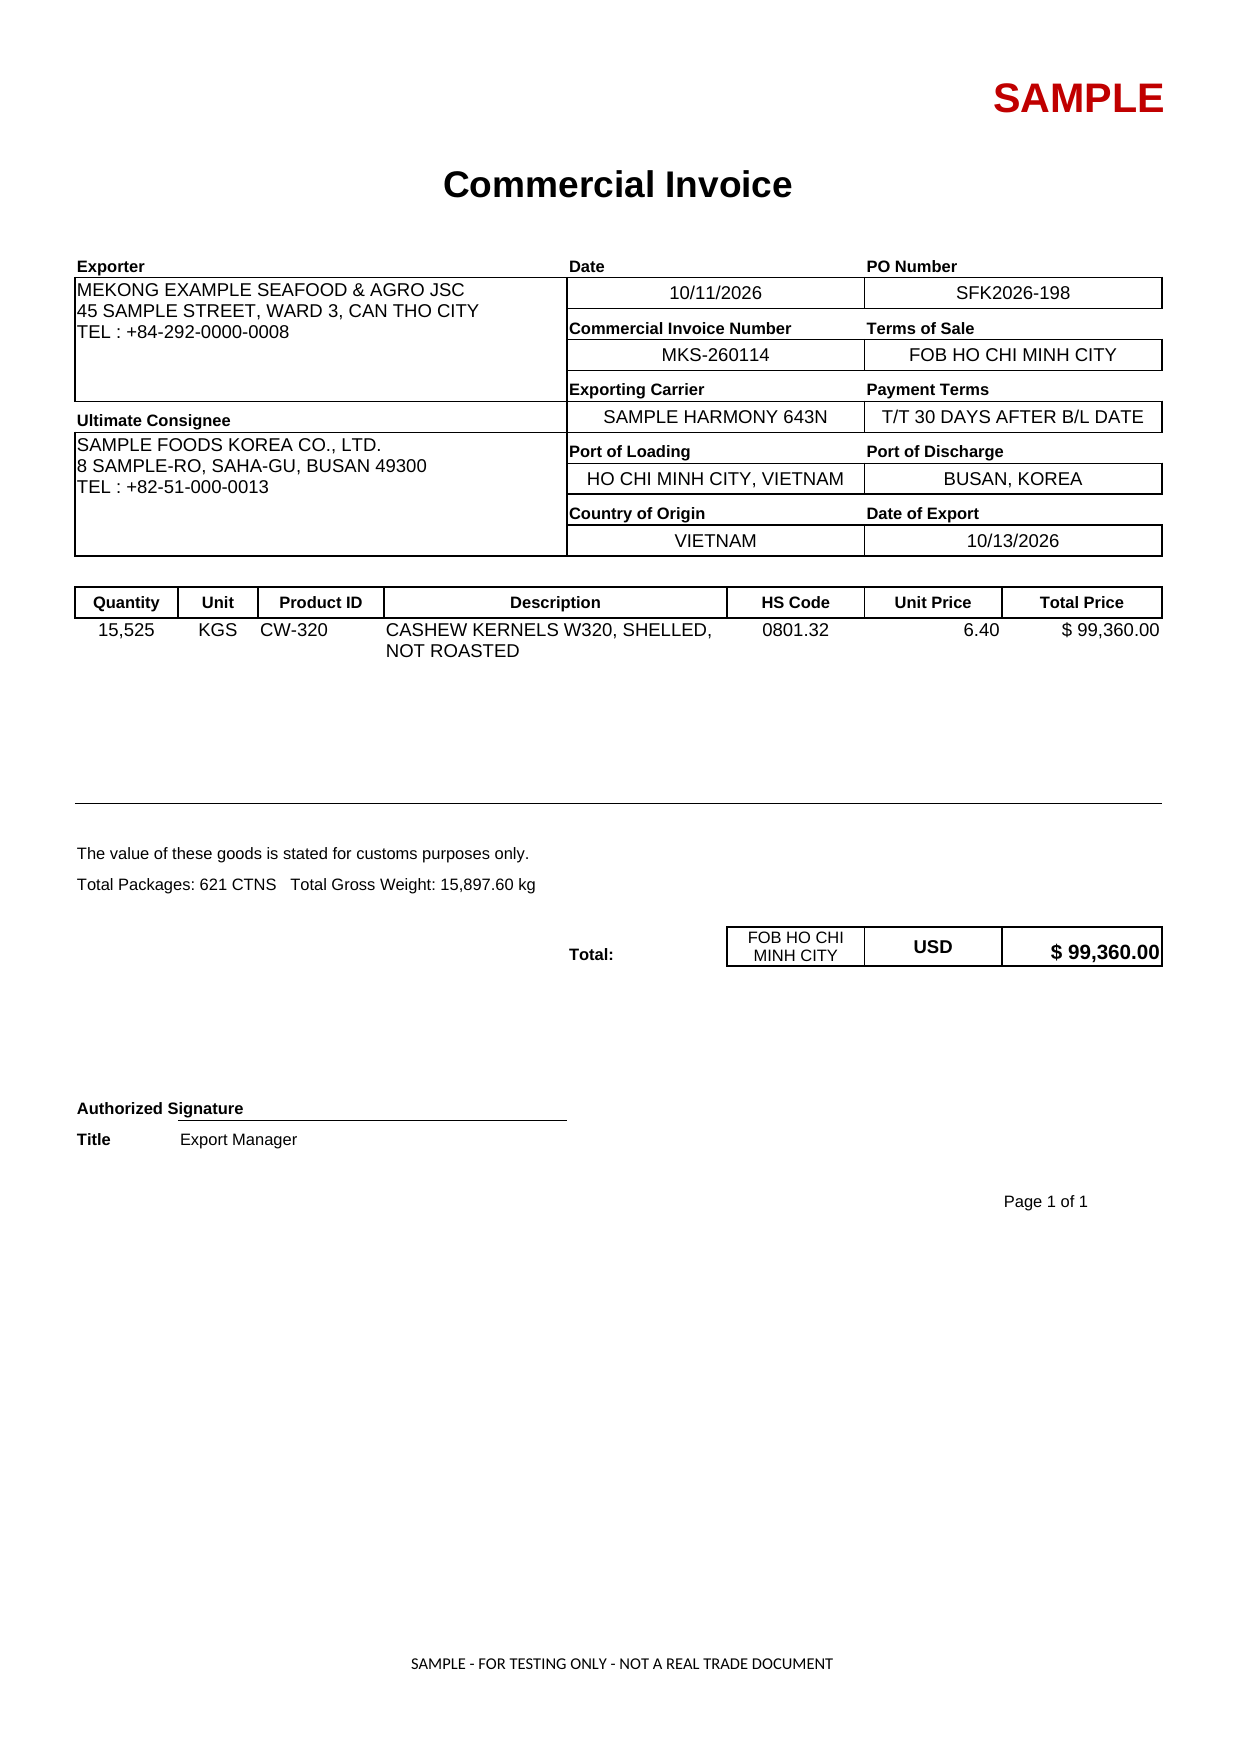 SAMPLE
Commercial Invoice
Exporter
MEKONG EXAMPLE SEAFOOD & AGRO JSC
45 SAMPLE STREET, WARD 3, CAN THO CITY
TEL : +84-292-0000-0008
Date
PO Number
10/11/2026
SFK2026-198
Commercial Invoice Number
Terms of Sale
MKS-260114
FOB HO CHI MINH CITY
Exporting Carrier
Payment Terms
SAMPLE HARMONY 643N
T/T 30 DAYS AFTER B/L DATE
Ultimate Consignee
SAMPLE FOODS KOREA CO., LTD.
8 SAMPLE-RO, SAHA-GU, BUSAN 49300
TEL : +82-51-000-0013
Port of Loading
Port of Discharge
HO CHI MINH CITY, VIETNAM
BUSAN, KOREA
Country of Origin
Date of Export
VIETNAM
10/13/2026
Quantity Unit Product ID Description HS Code Unit Price Total Price
15,525 KGS CW-320 CASHEW KERNELS W320, SHELLED, 0801.32 6.40 $ 99,360.00
NOT ROASTED
The value of these goods is stated for customs purposes only.
Total Packages: 621 CTNS   Total Gross Weight: 15,897.60 kg
Total:
FOB HO CHI
MINH CITY
USD
$ 99,360.00
Authorized Signature
Title Export Manager
Page 1 of 1
SAMPLE - FOR TESTING ONLY - NOT A REAL TRADE DOCUMENT